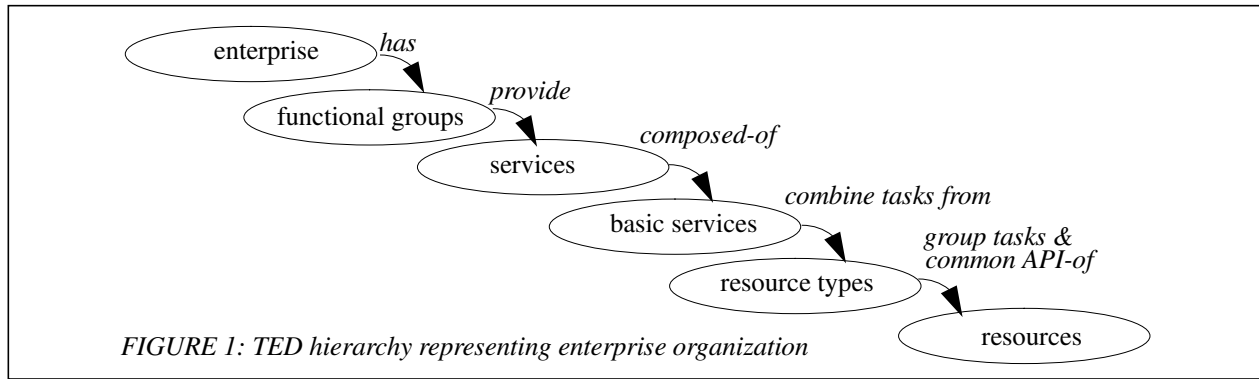 enterprise
has
functional groups
provide
services
composed-of
basic services
combine tasks from
resource types
group tasks &
common API-of
resources
FIGURE 1: TED hierarchy representing enterprise organization